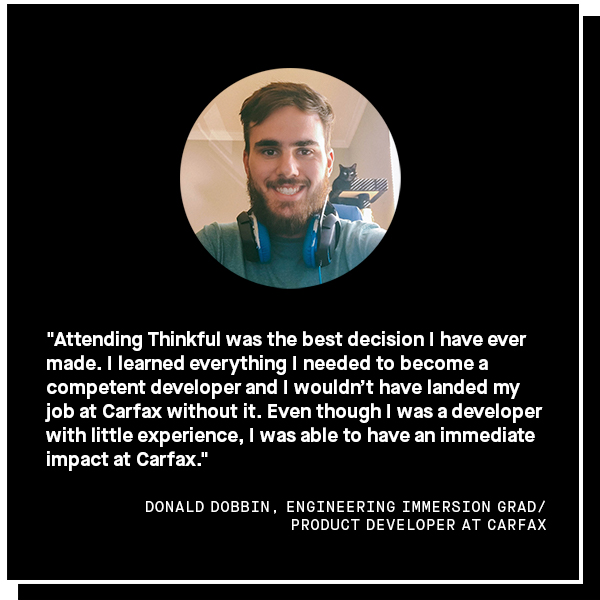 "Attending Thinkful was the best decision I have ever
made. I learned everything I needed to become a
competent developer and I wouldn’t have landed my
job at Carfax without it. Even though I was a developer
with little experience, I was able to have an immediate
impact at Carfax."
DONALD DOBBIN, ENGINEERING IMMERSION GRAD/
PRODUCT DEVELOPER AT CARFAX